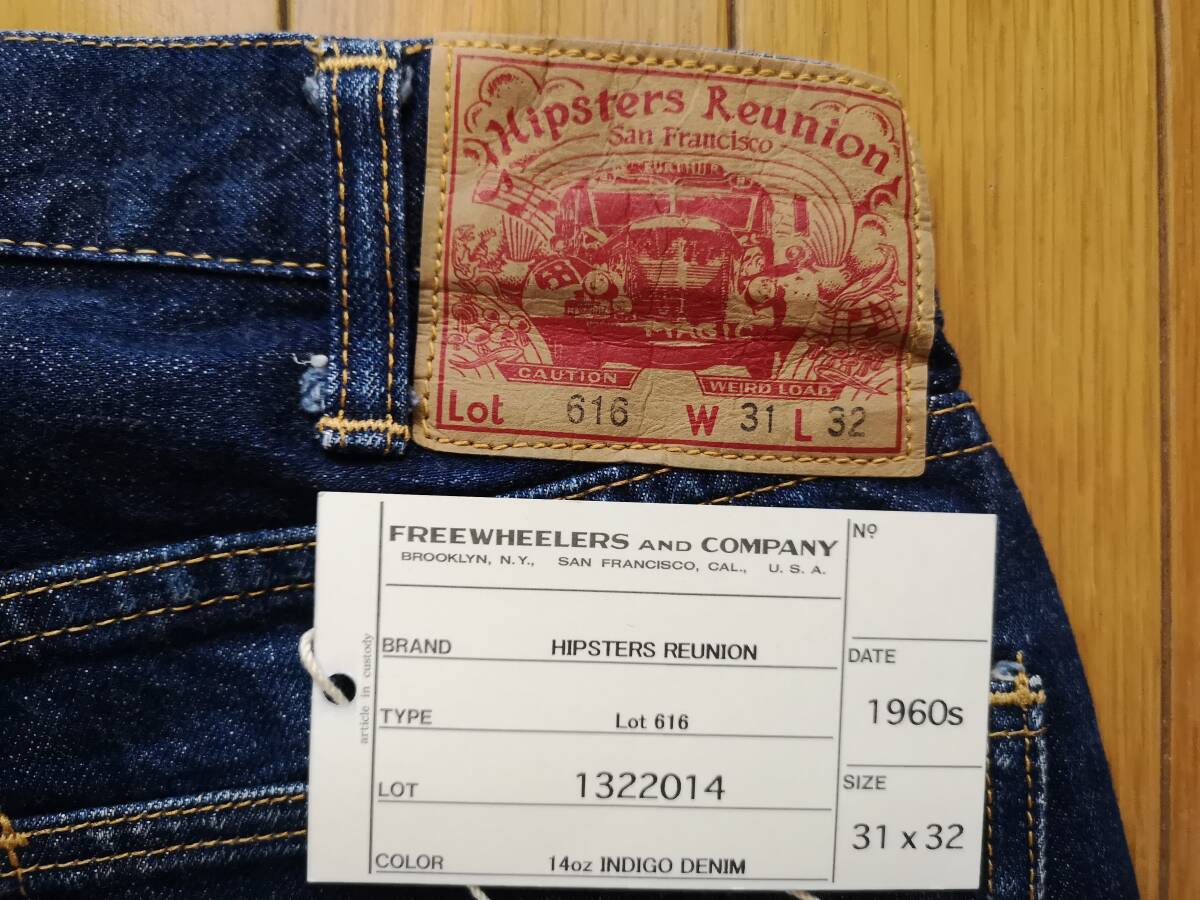 Hipsters Reunion
San Francisco
FURTHUR
MAGIC
CAUTION WEIRD LOAD
Lot 616 W 31 L 32
FREEWHEELERS AND COMPANY
BROOKLYN, N.Y., SAN FRANCISCO, CAL., U. S. A.
article in custody
BRAND HIPSTERS REUNION
TYPE Lot 616
LOT 1322014
COLOR 14oz INDIGO DENIM
Nº
DATE
1960s
SIZE
31 x 32